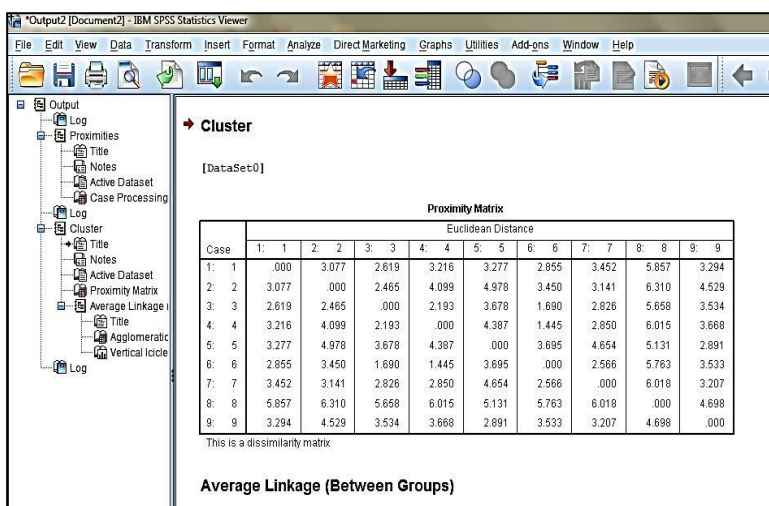 *Output2 [Document2] - IBM SPSS Statistics Viewer
File Edit View Data Transform Insert Format Analyze Direct Marketing Graphs Utilities Add-ons Window Help
Output
Log
Proximities
Title
Notes
Active Dataset
Case Processing
Log
Cluster
Title
Notes
Active Dataset
Proximity Matrix
Average Linkage
Title
Agglomeratic
Vertical Icicle
Log
Cluster
[DataSet0]
Proximity Matrix
Euclidean Distance
Case 1: 1 2: 2 3: 3 4: 4 5: 5 6: 6 7: 7 8: 8 9: 9
1: 1 .000 3.077 2.619 3.216 3.277 2.855 3.452 5.857 3.294
2: 2 3.077 .000 2.465 4.099 4.978 3.450 3.141 6.310 4.529
3: 3 2.619 2.465 .000 2.193 3.678 1.690 2.826 5.658 3.534
4: 4 3.216 4.099 2.193 .000 4.387 1.445 2.850 6.015 3.668
5: 5 3.277 4.978 3.678 4.387 .000 3.695 4.654 5.131 2.891
6: 6 2.855 3.450 1.690 1.445 3.695 .000 2.566 5.763 3.533
7: 7 3.452 3.141 2.826 2.850 4.654 2.566 .000 6.018 3.207
8: 8 5.857 6.310 5.658 6.015 5.131 5.763 6.018 .000 4.698
9: 9 3.294 4.529 3.534 3.668 2.891 3.533 3.207 4.698 .000
This is a dissimilarity matrix
Average Linkage (Between Groups)